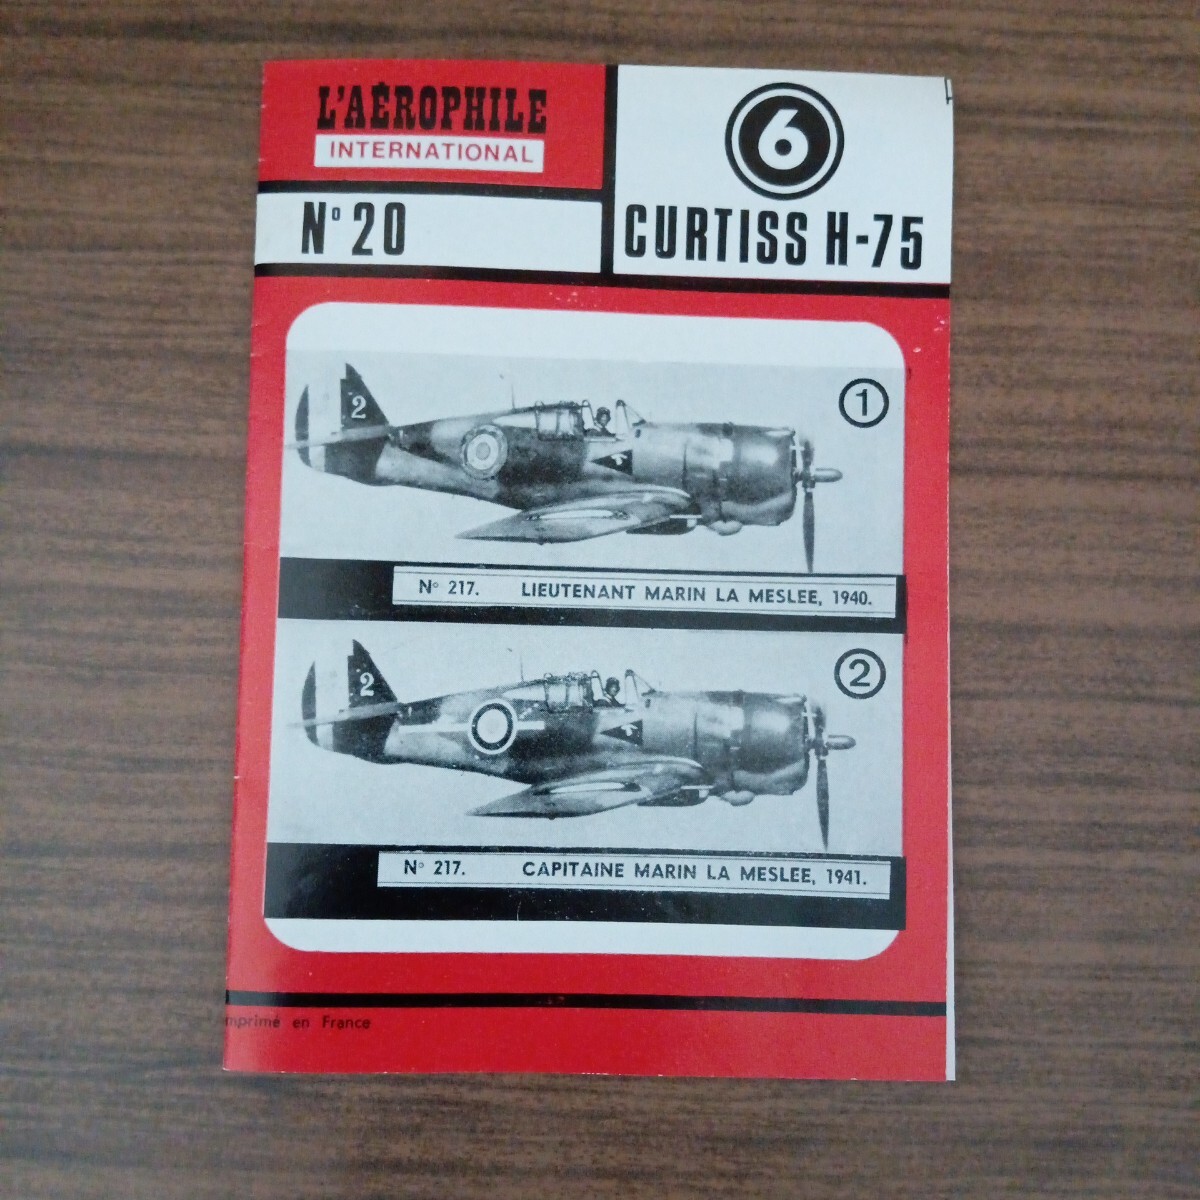 L'AÉROPHILE
INTERNATIONAL
N° 20
6
CURTISS H-75
2
1
N° 217. LIEUTENANT MARIN LA MESLEE, 1940.
2
2
N° 217. CAPITAINE MARIN LA MESLEE, 1941.
mprimé en France